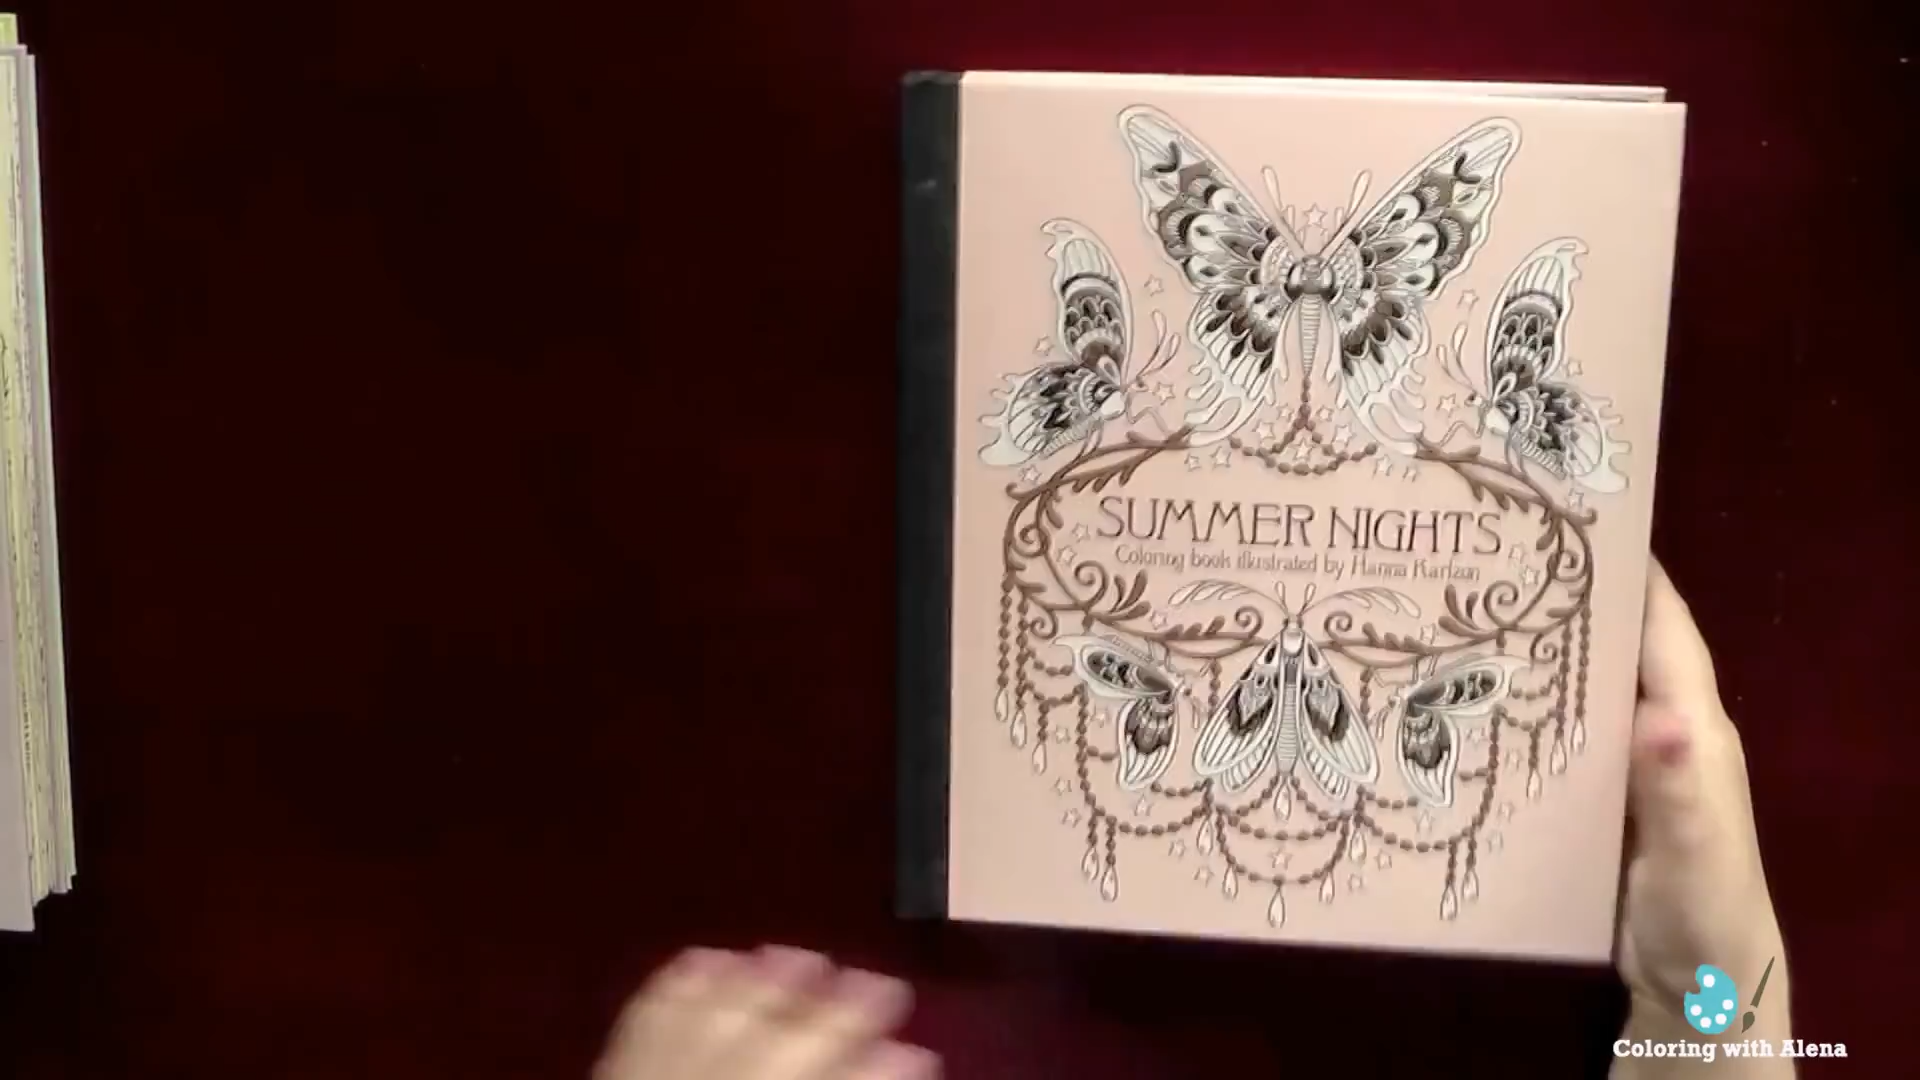 SUMMER NIGHTS
Coloring book illustrated by Hanna Karlzon
Coloring with Alena